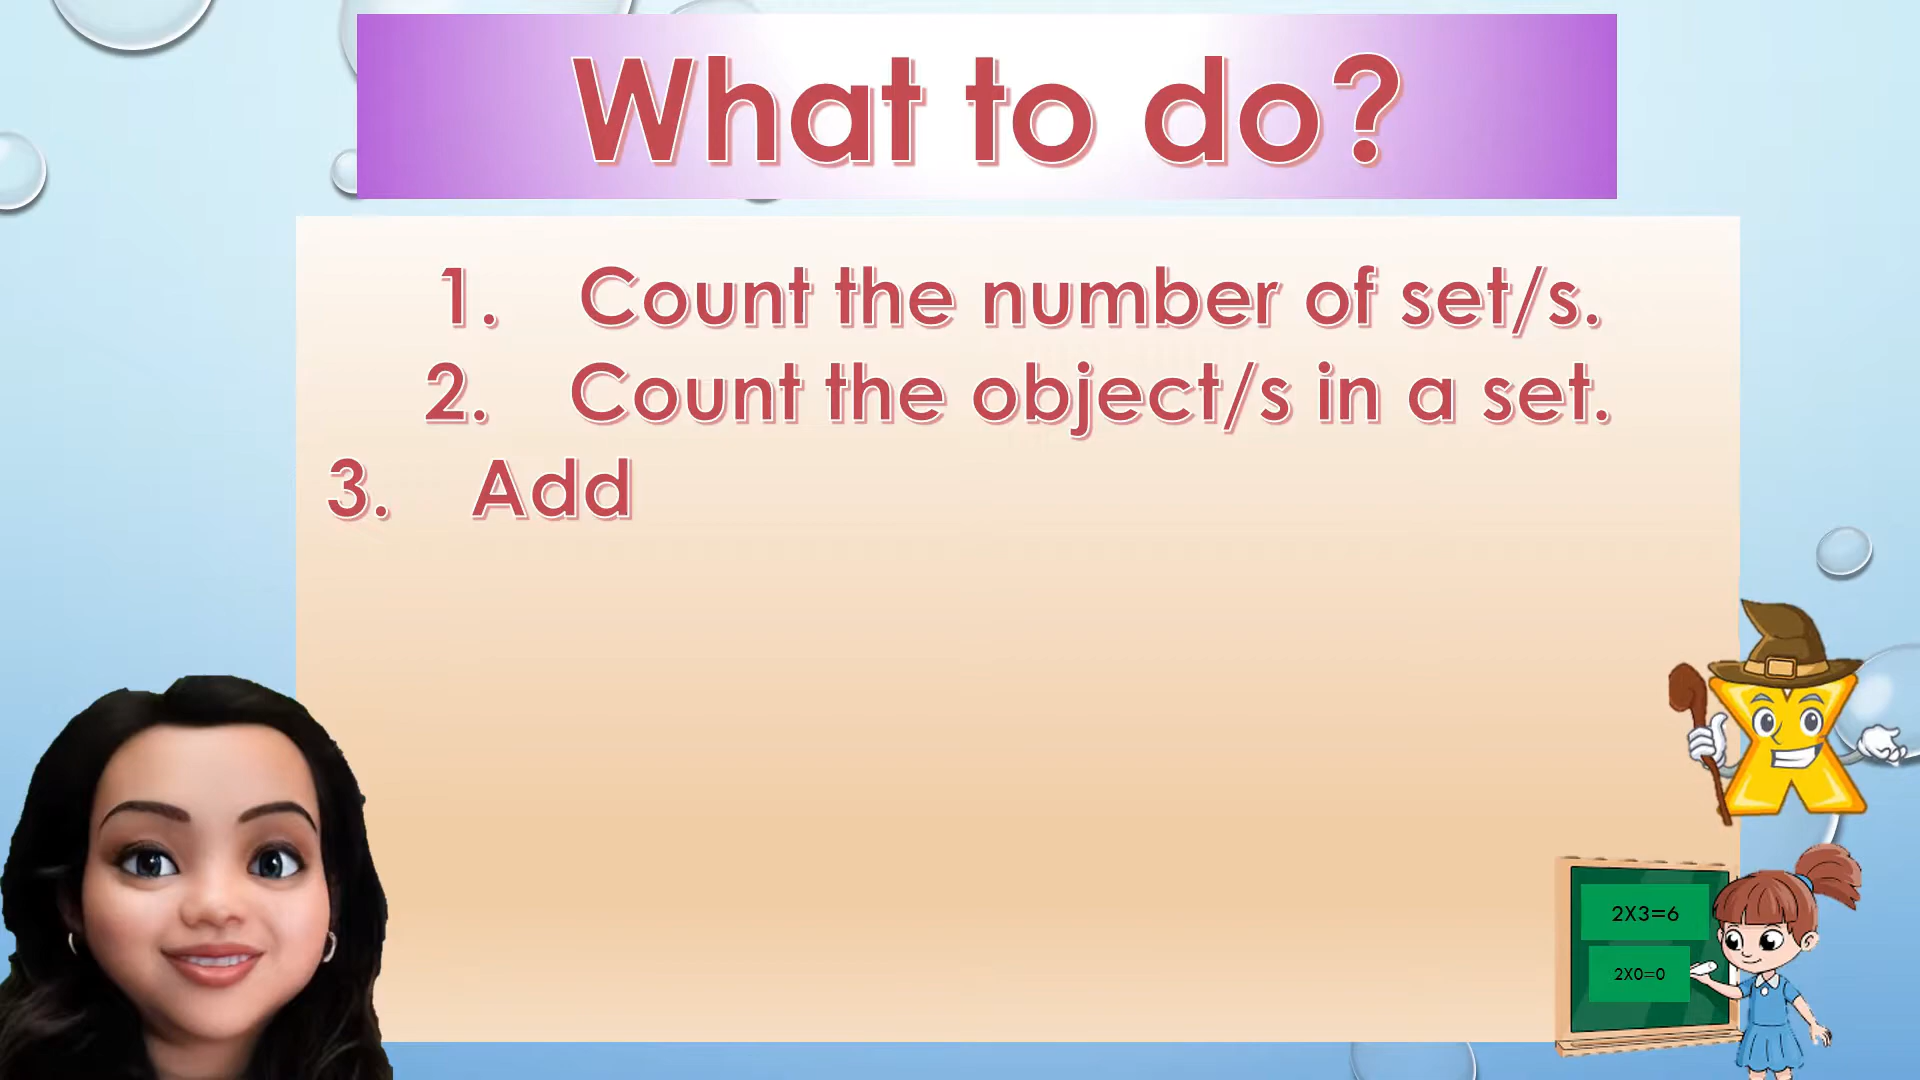 What to do?
1. Count the number of set/s.
2. Count the object/s in a set.
3. Add
2X3=6
2X0=0